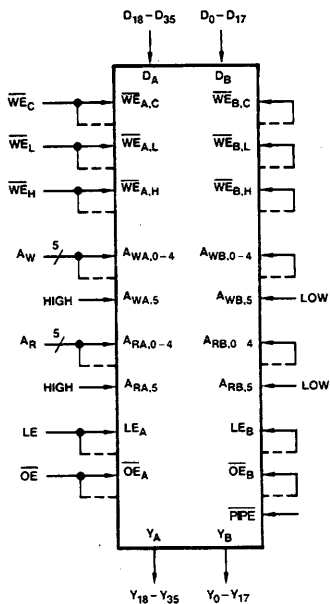 D18–D35 D0–D17
DA DB
WEC WEA,C WEB,C
WEL WEA,L WEB,L
WEH WEA,H WEB,H
AW 5 AWA,0–4 AWB,0–4
HIGH AWA,5 AWB,5 LOW
AR 5 ARA,0–4 ARB,0 4
HIGH ARA,5 ARB,5 LOW
LE LEA LEB
OE OEA OEB
PIPE
YA YB
Y18–Y35 Y0–Y17